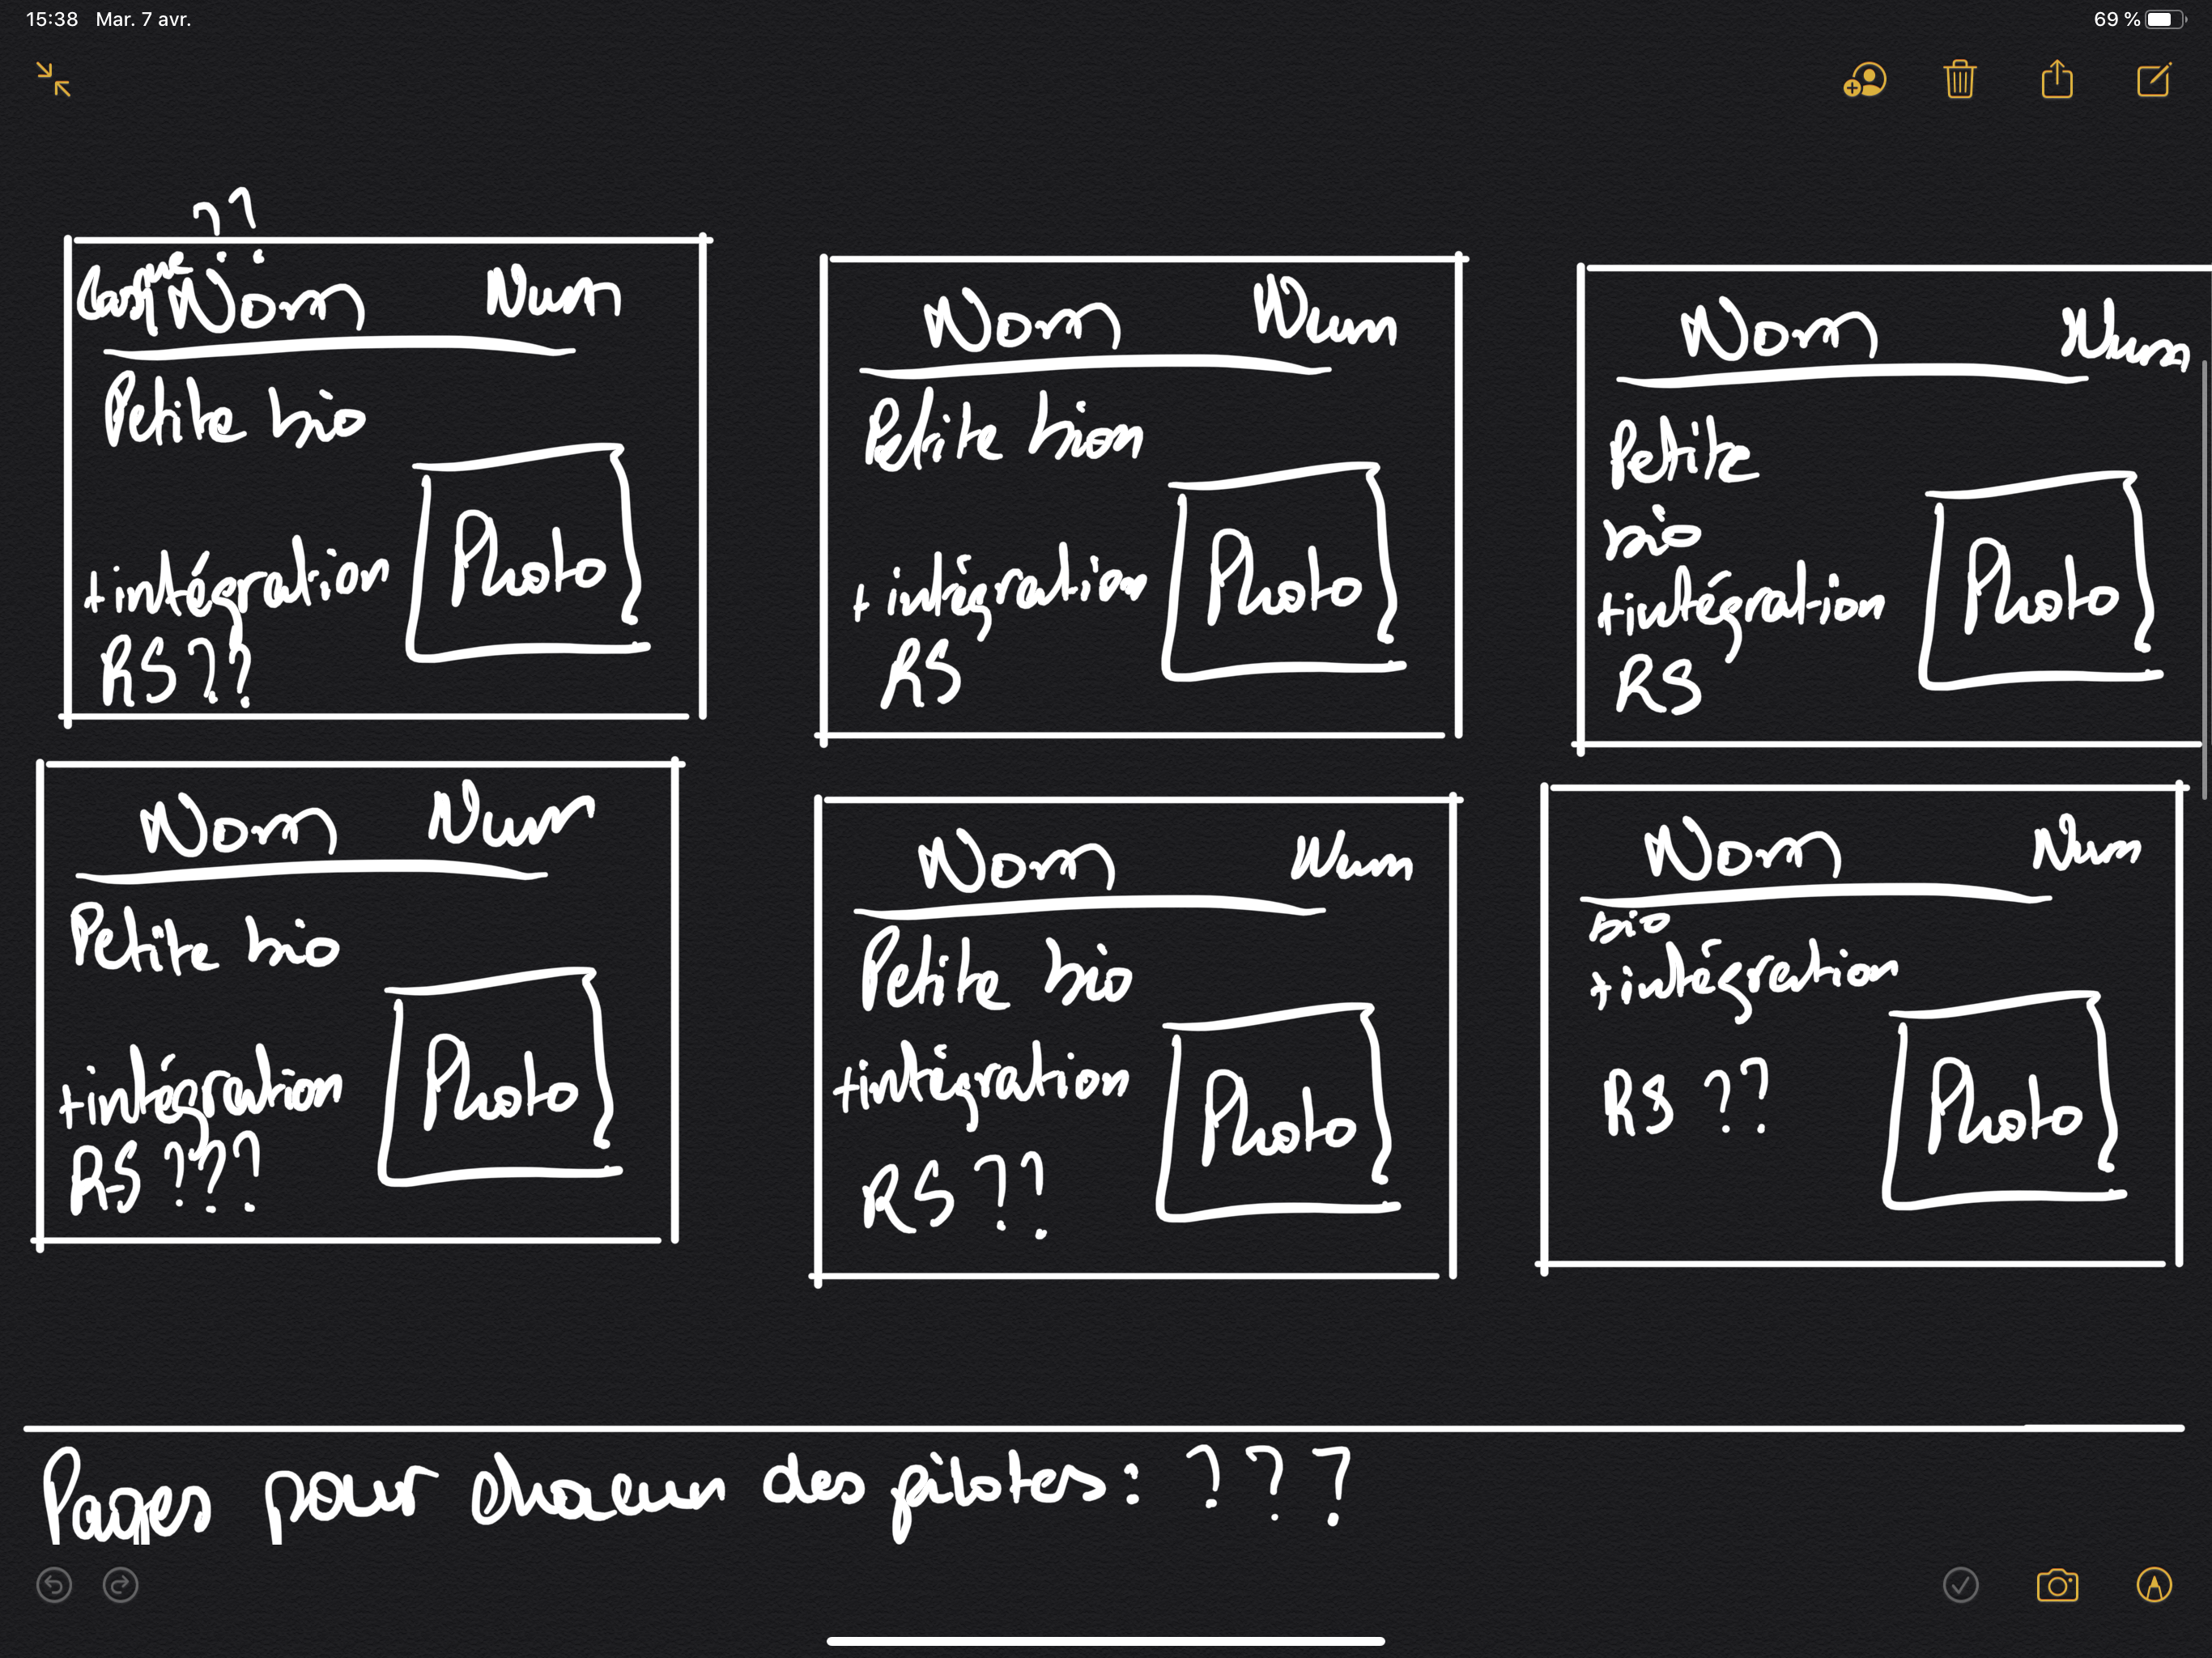 15:38 Mar. 7 avr.
69 %
??
Casque Nom Num
Petite bio
Photo
+ intégration
RS ??
Nom Num
Petite bion
Photo
+ intégration
RS
Nom Num
Petite
bio
Photo
+ intégration
RS
Nom Num
Petite bio
Photo
+ intégration
RS ???
Nom Num
Petite bio
+ intégration
Photo
RS ??
Nom Num
bio
+ intégration
Photo
RS ??
Pages pour chacun des pilotes : ???